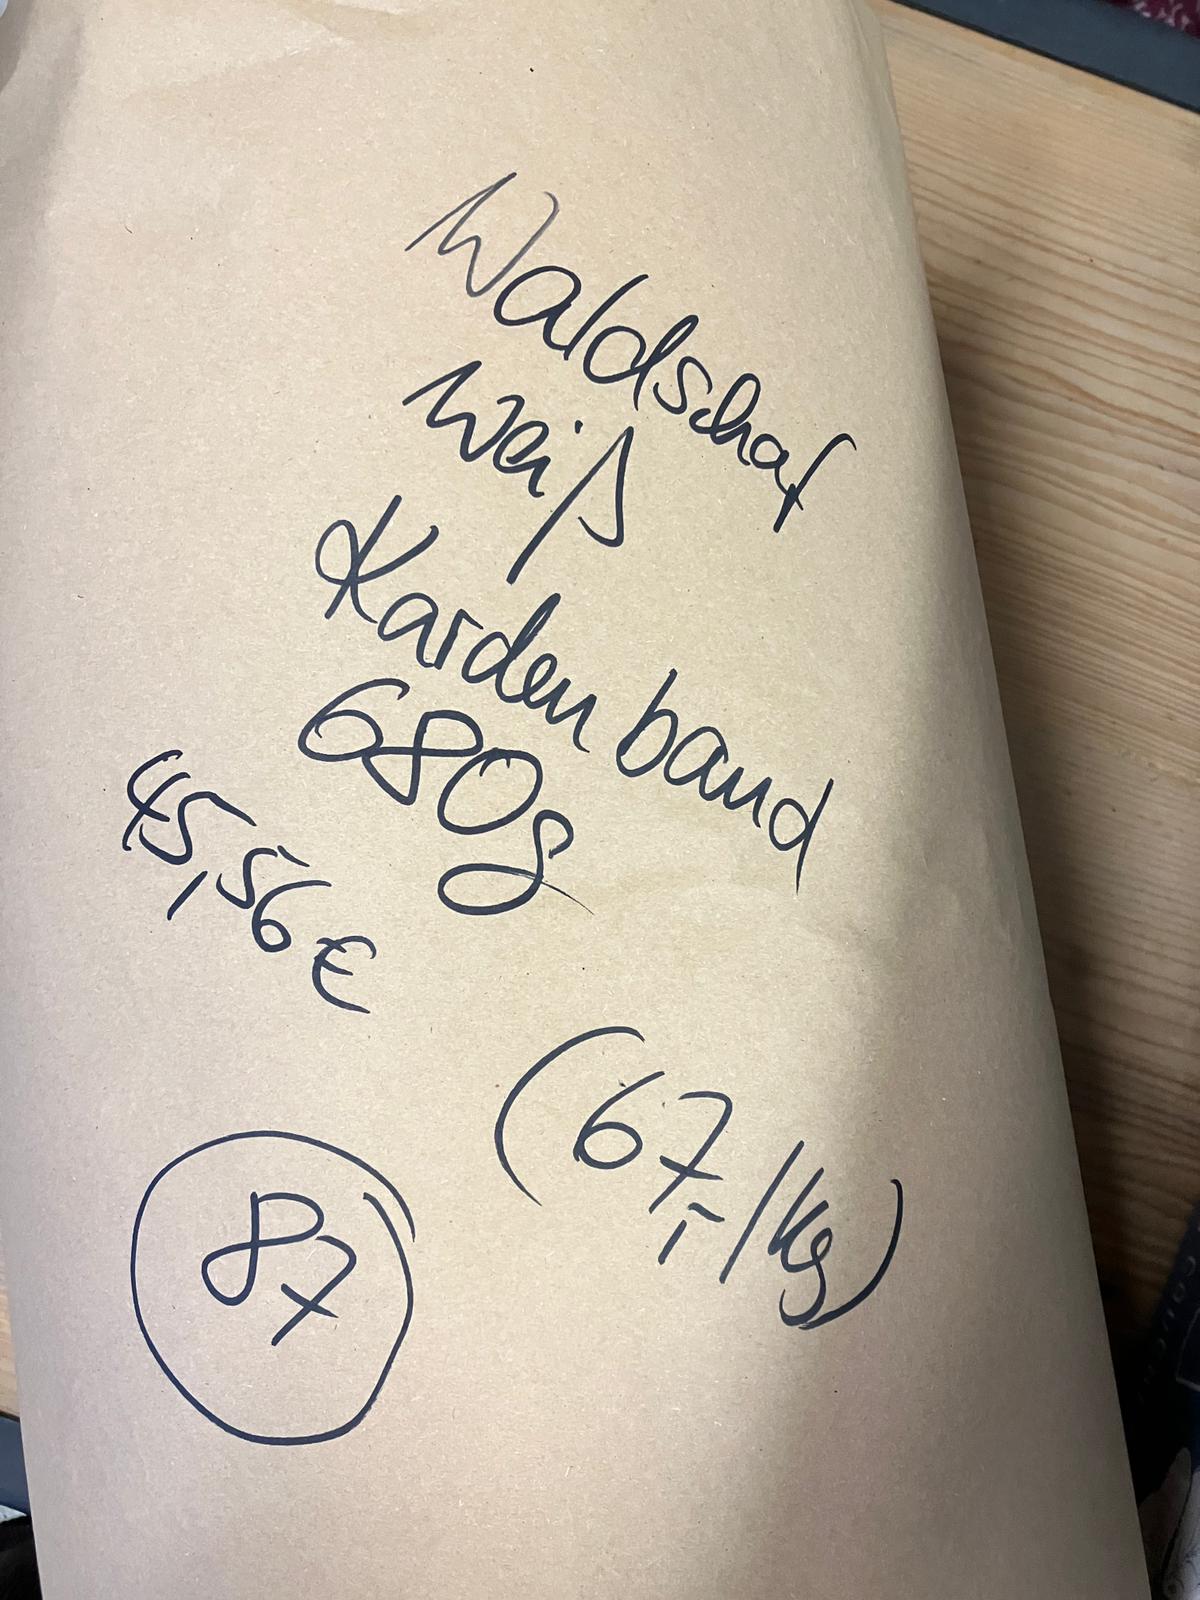 Waldschaf
weiß
Kardenband
680g
45,56 €
(67,-/kg)
87